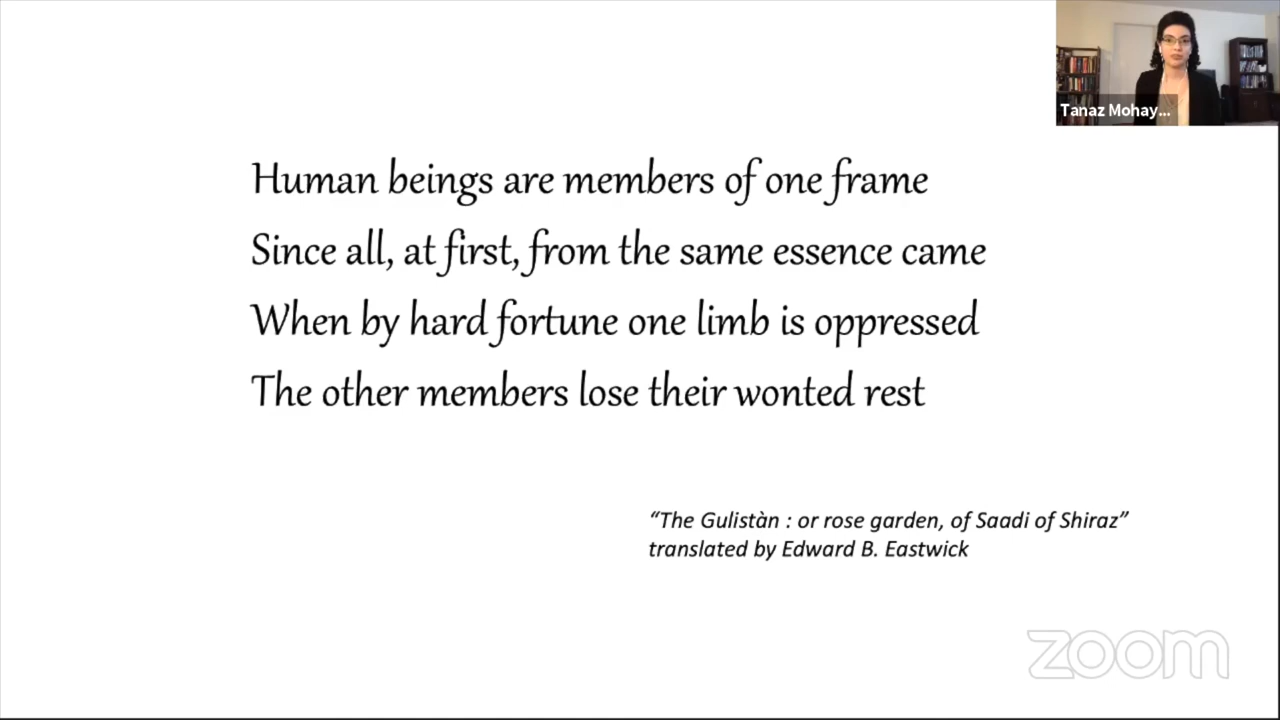 Tanaz Mohay...
Human beings are members of one frame
Since all, at first, from the same essence came
When by hard fortune one limb is oppressed
The other members lose their wonted rest
“The Gulistàn : or rose garden, of Saadi of Shiraz”
translated by Edward B. Eastwick
zoom